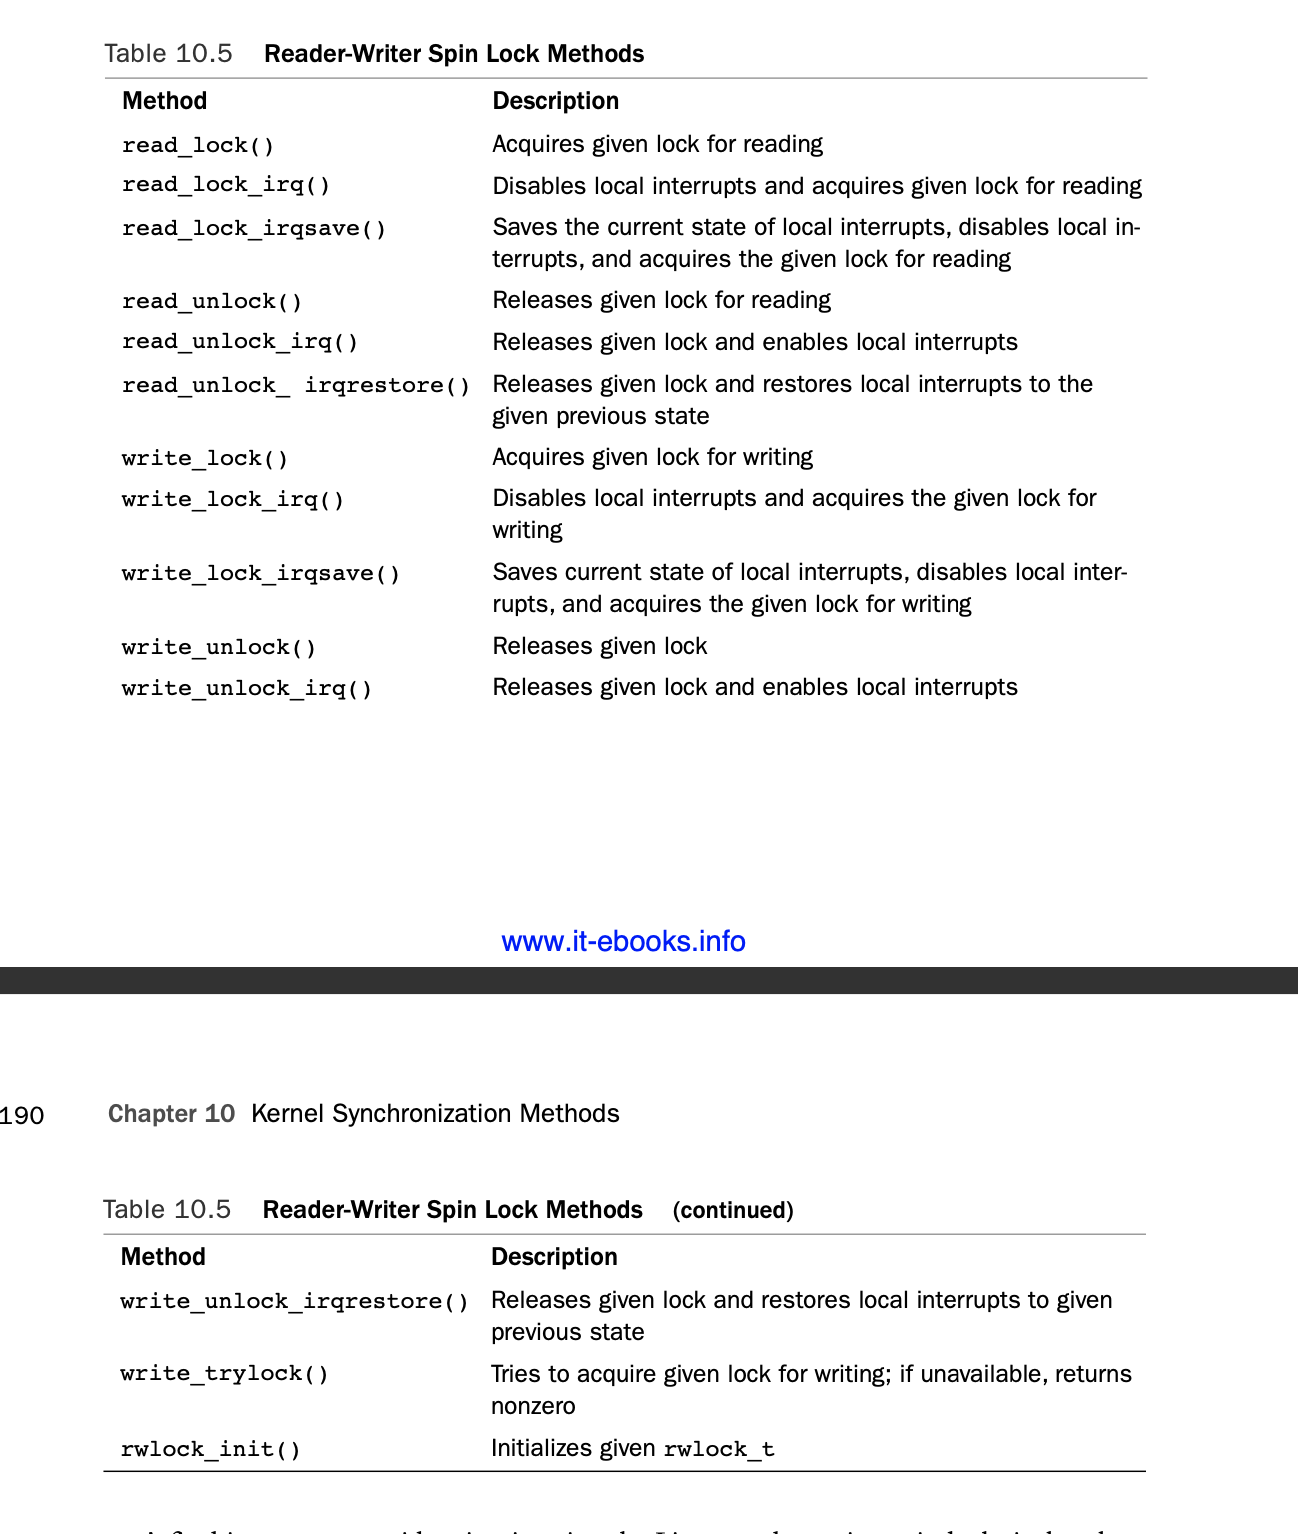 Table 10.5 Reader-Writer Spin Lock Methods
Method Description
read_lock() Acquires given lock for reading
read_lock_irq() Disables local interrupts and acquires given lock for reading
read_lock_irqsave() Saves the current state of local interrupts, disables local in-
terrupts, and acquires the given lock for reading
read_unlock() Releases given lock for reading
read_unlock_irq() Releases given lock and enables local interrupts
read_unlock_ irqrestore() Releases given lock and restores local interrupts to the
given previous state
write_lock() Acquires given lock for writing
write_lock_irq() Disables local interrupts and acquires the given lock for
writing
write_lock_irqsave() Saves current state of local interrupts, disables local inter-
rupts, and acquires the given lock for writing
write_unlock() Releases given lock
write_unlock_irq() Releases given lock and enables local interrupts
www.it-ebooks.info
190 Chapter 10 Kernel Synchronization Methods
Table 10.5 Reader-Writer Spin Lock Methods (continued)
Method Description
write_unlock_irqrestore() Releases given lock and restores local interrupts to given
previous state
write_trylock() Tries to acquire given lock for writing; if unavailable, returns
nonzero
rwlock_init() Initializes given rwlock_t